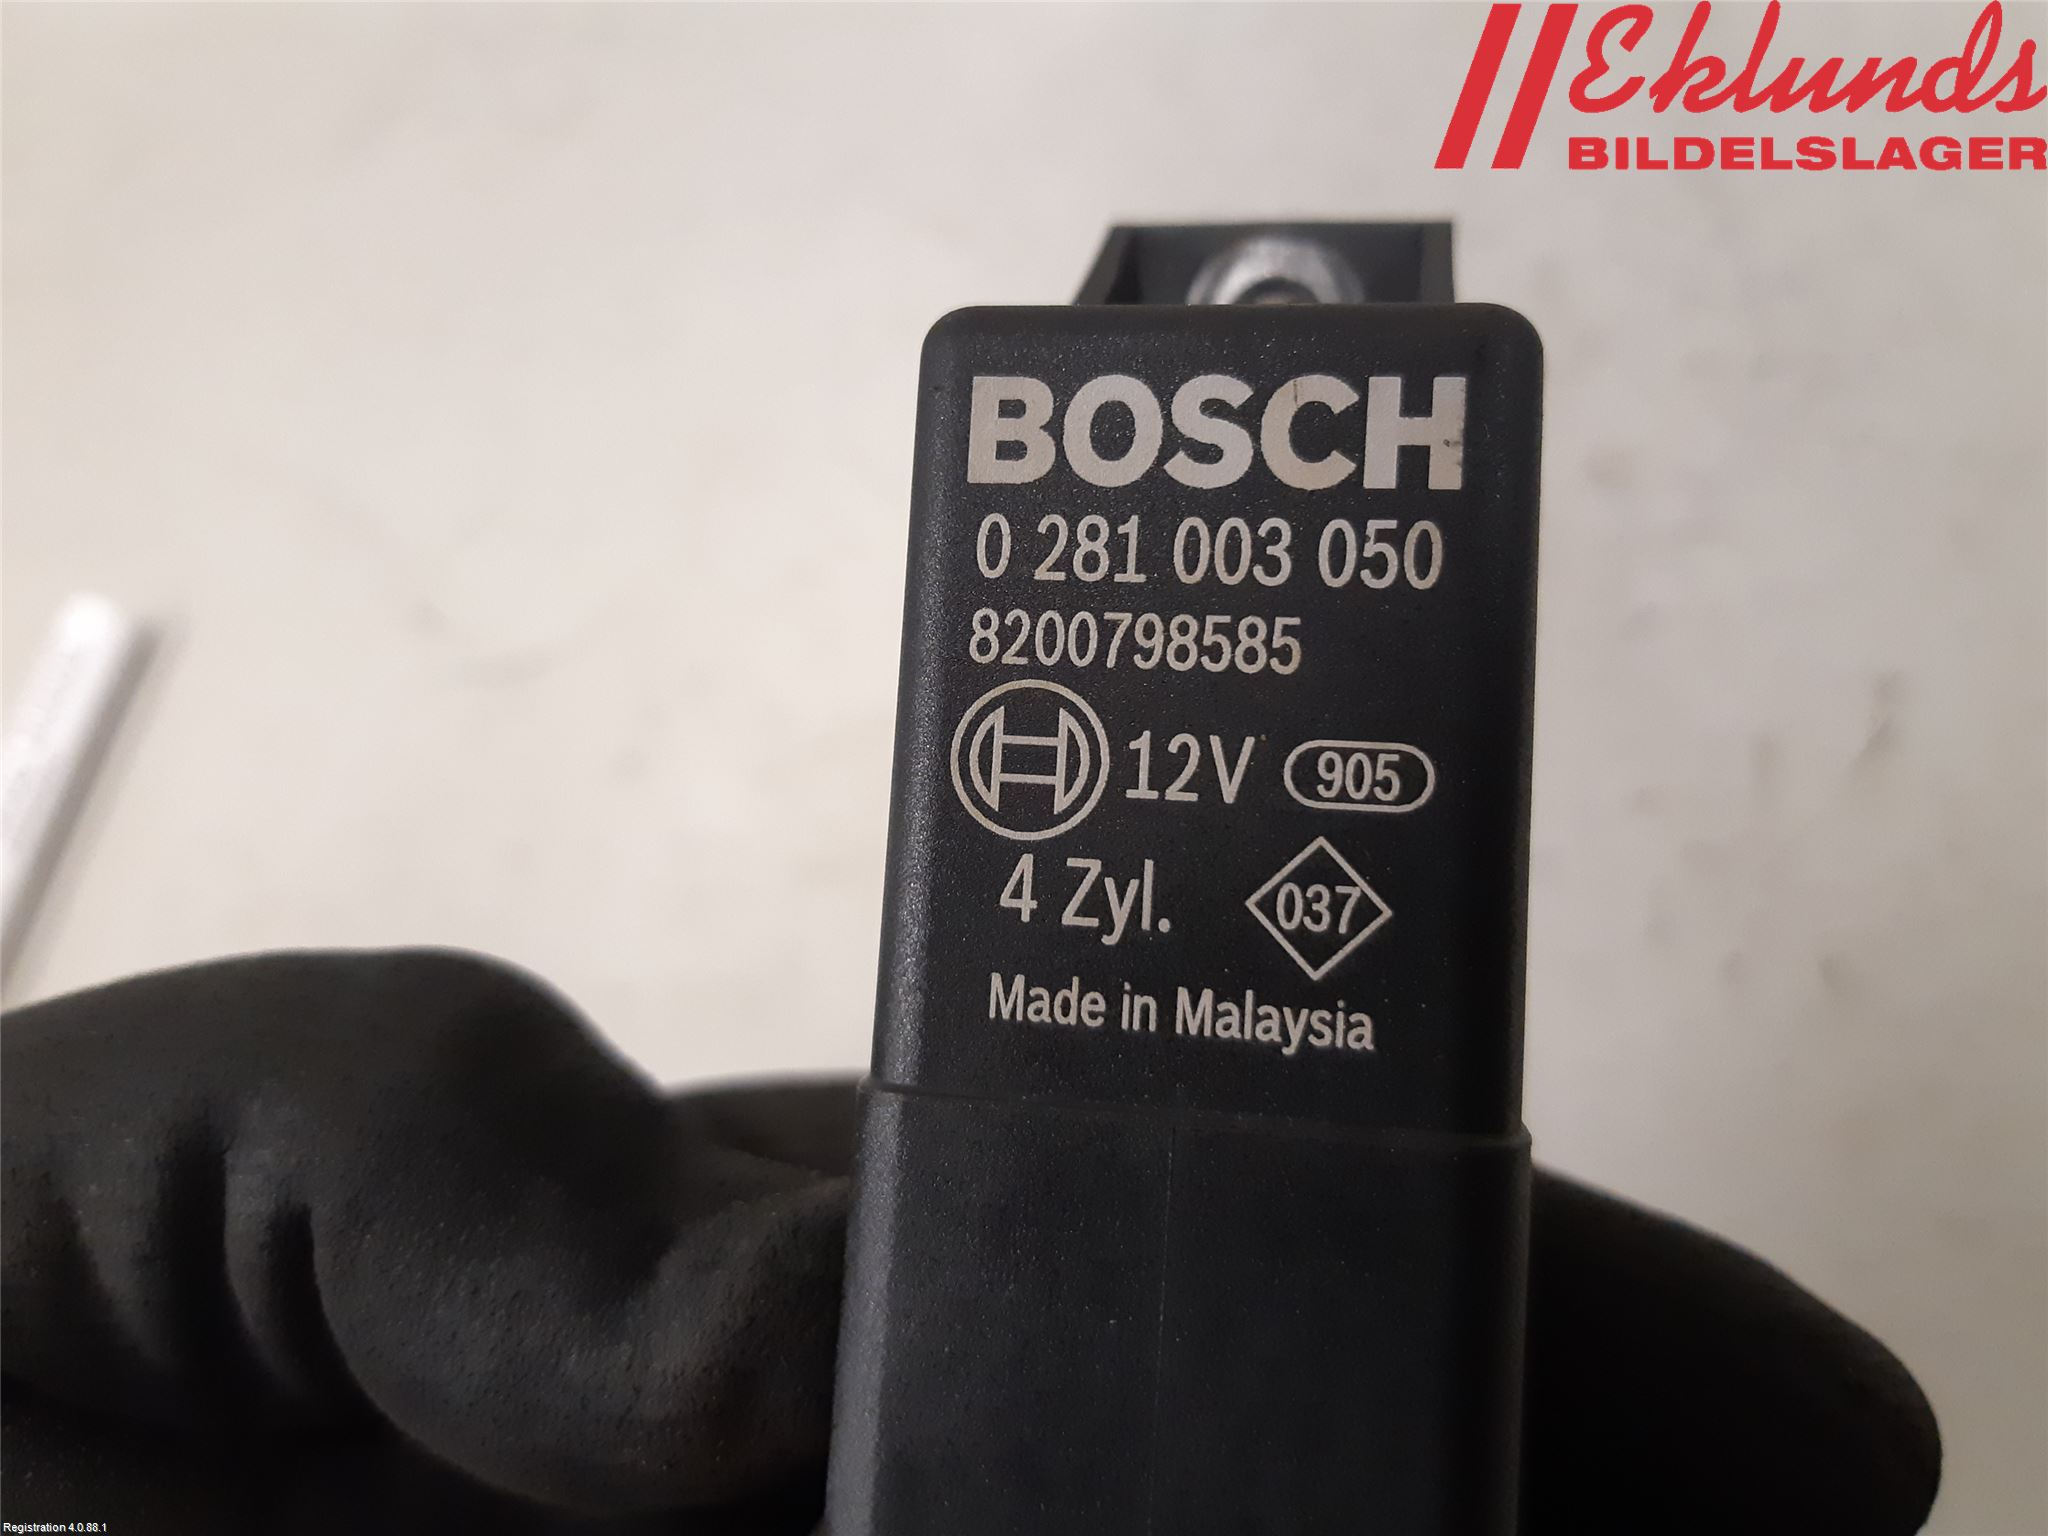 Eklunds
BILDELSLAGER
BOSCH
0 281 003 050
8200798585
12V 905
4 Zyl. 037
Made in Malaysia
Registration 4.0.88.1